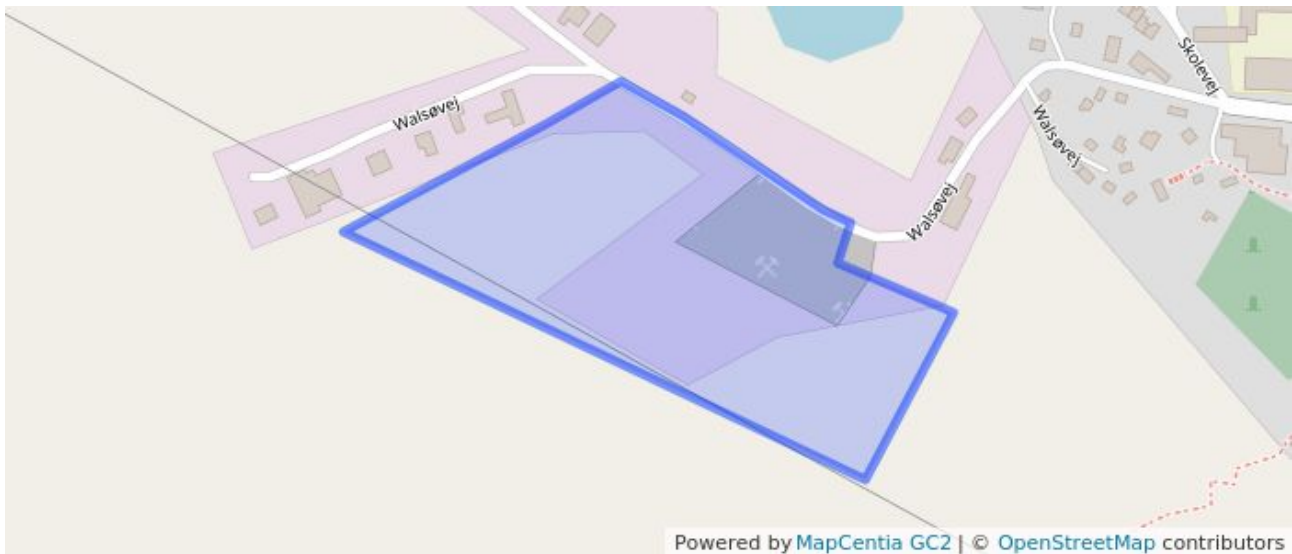 Walsøvej
Skolevej
Walsøvej
Walsøvej
Powered by MapCentia GC2 | © OpenStreetMap contributors